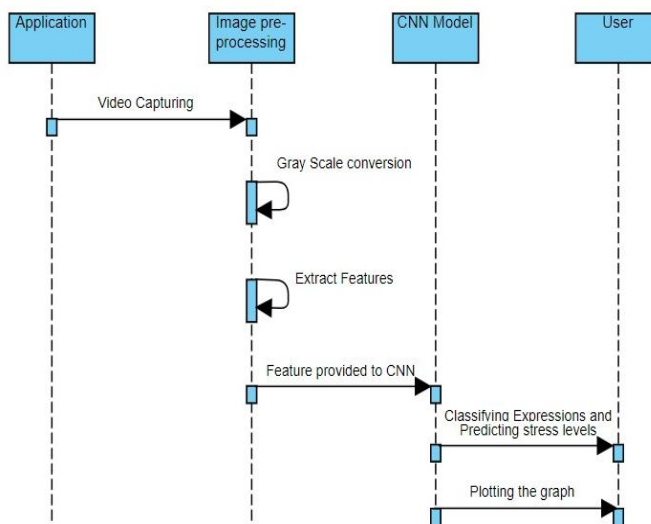 Application
Image pre-
processing
CNN Model
User
Video Capturing
Gray Scale conversion
Extract Features
Feature provided to CNN
Classifying Expressions and
Predicting stress levels
Plotting the graph